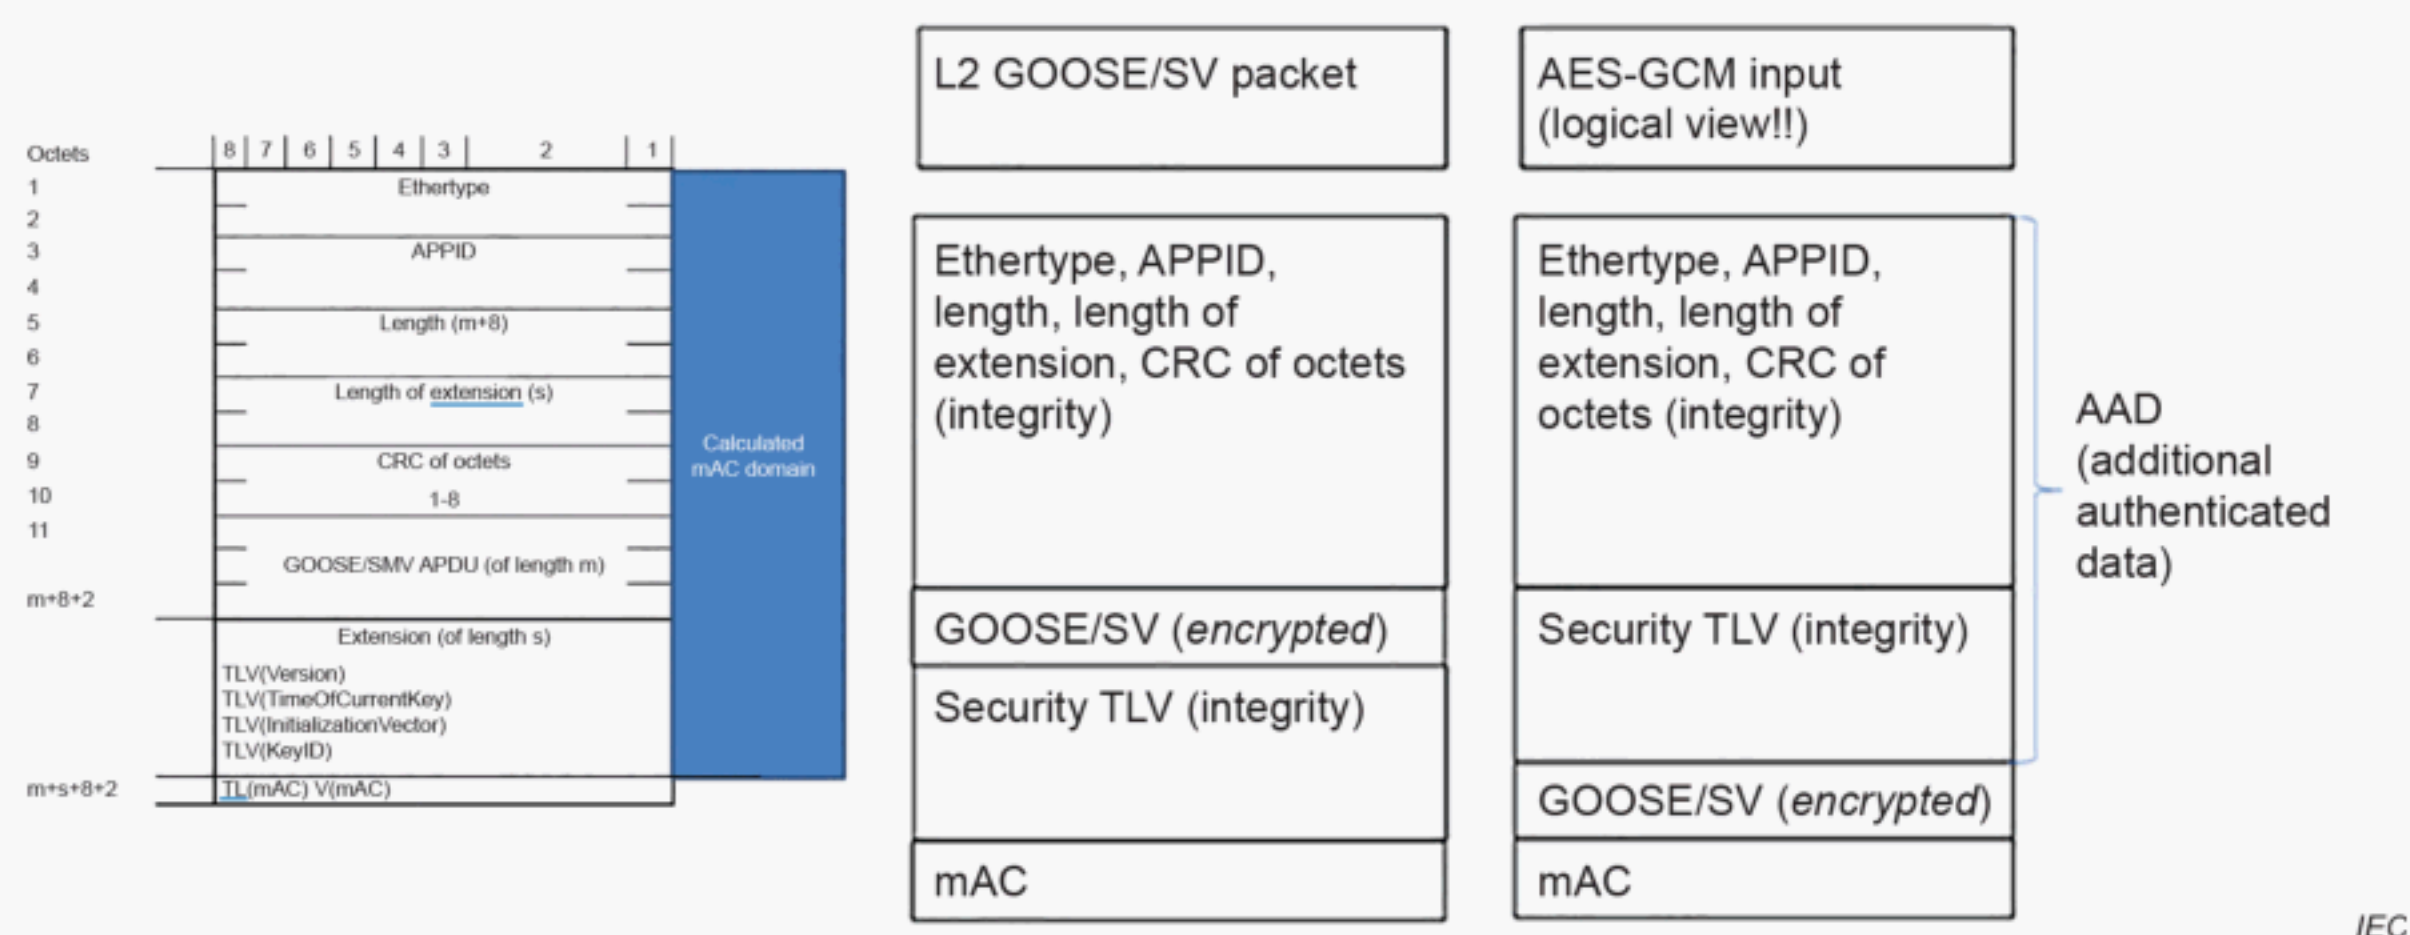 Octets
8 7 6 5 4 3 2 1
1
Ethertype
2
3
APPID
4
5
Length (m+8)
6
7
Length of extension (s)
8
9
CRC of octets
10
1-8
11
GOOSE/SMV APDU (of length m)
m+8+2
Extension (of length s)
TLV(Version)
TLV(TimeOfCurrentKey)
TLV(InitializationVector)
TLV(KeyID)
m+s+8+2
TL(mAC) V(mAC)
Calculated
mAC domain
L2 GOOSE/SV packet
Ethertype, APPID,
length, length of
extension, CRC of octets
(integrity)
GOOSE/SV (encrypted)
Security TLV (integrity)
mAC
AES-GCM input
(logical view!!)
Ethertype, APPID,
length, length of
extension, CRC of
octets (integrity)
Security TLV (integrity)
GOOSE/SV (encrypted)
mAC
AAD
(additional
authenticated
data)
IEC